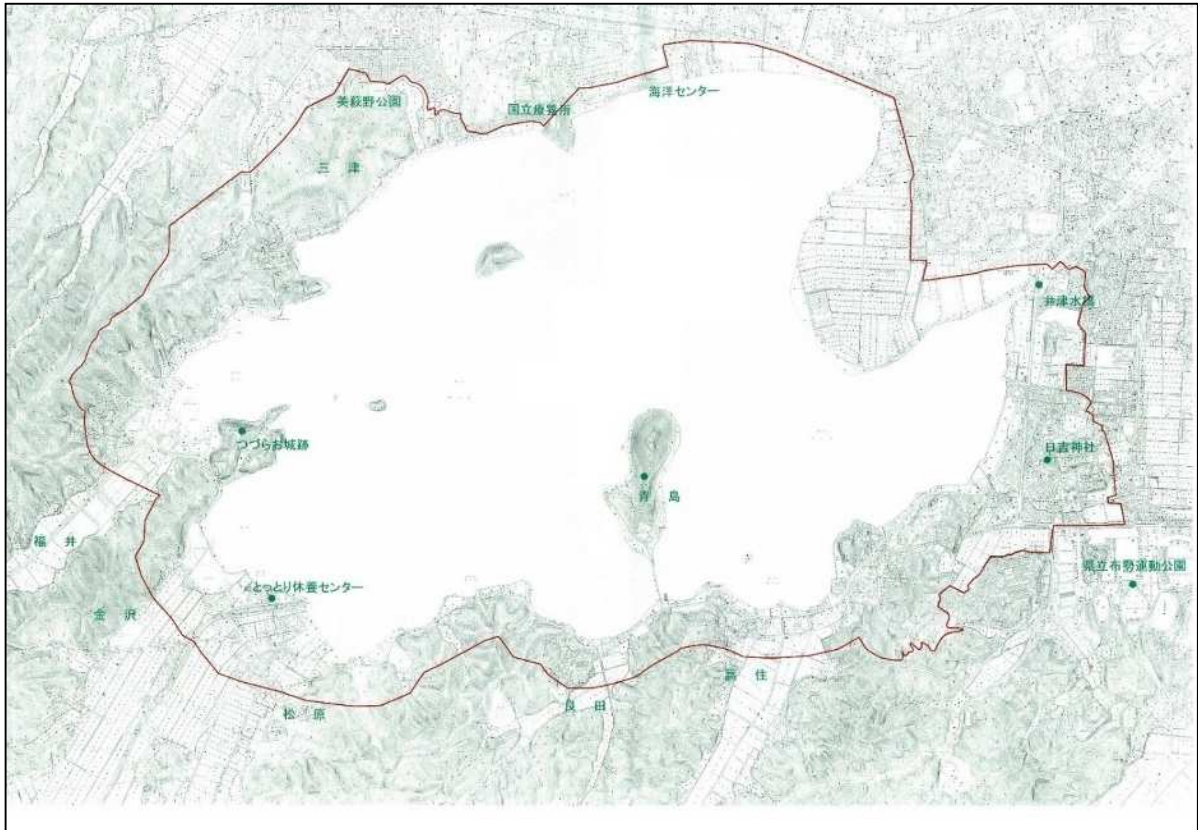 美萩野公園
国立療養所
海洋センター
三 津
井津水橋
つづらお城跡
日吉神社
青 島
福 井
県立布勢運動公園
とっとり休養センター
金 沢
高 住
良 田
松 原